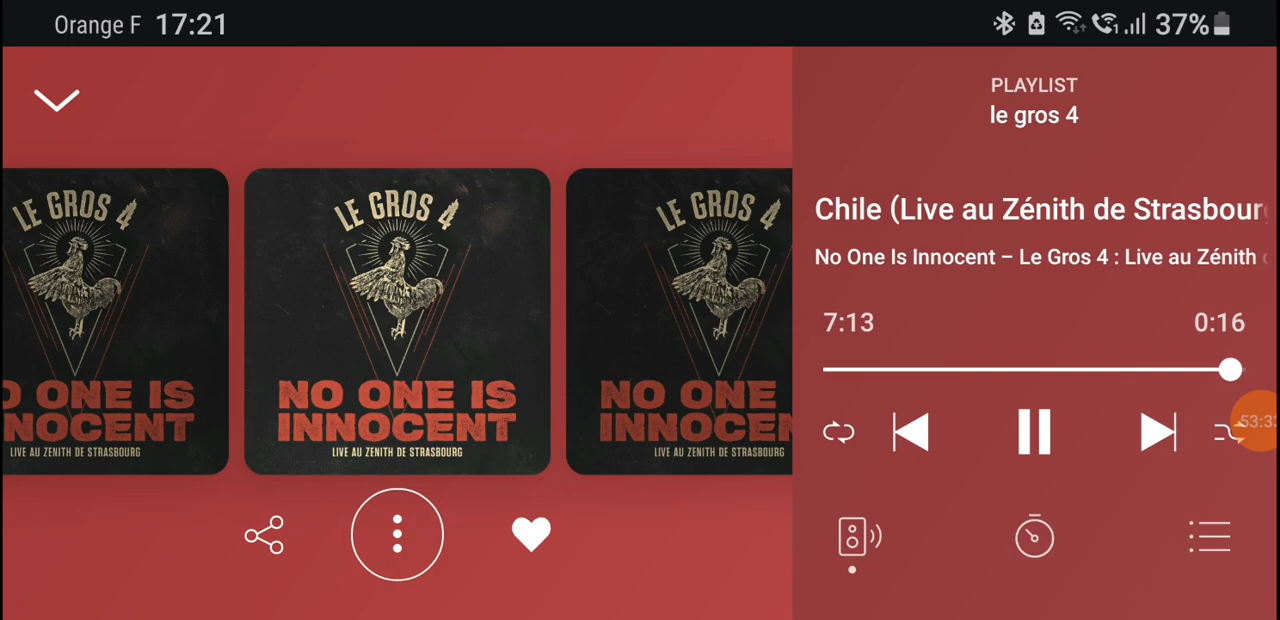 Orange F 17:21
37%
PLAYLIST
le gros 4
LE GROS 4
NO ONE IS
INNOCENT
LIVE AU ZENITH DE STRASBOURG
LE GROS 4
NO ONE IS
INNOCENT
LIVE AU ZENITH DE STRASBOURG
LE GROS 4
NO ONE
INNOCEN
LIVE AU ZENITH DE STRASBOURG
Chile (Live au Zénith de Strasbour
No One Is Innocent – Le Gros 4 : Live au Zénith
7:13
0:16
53:3